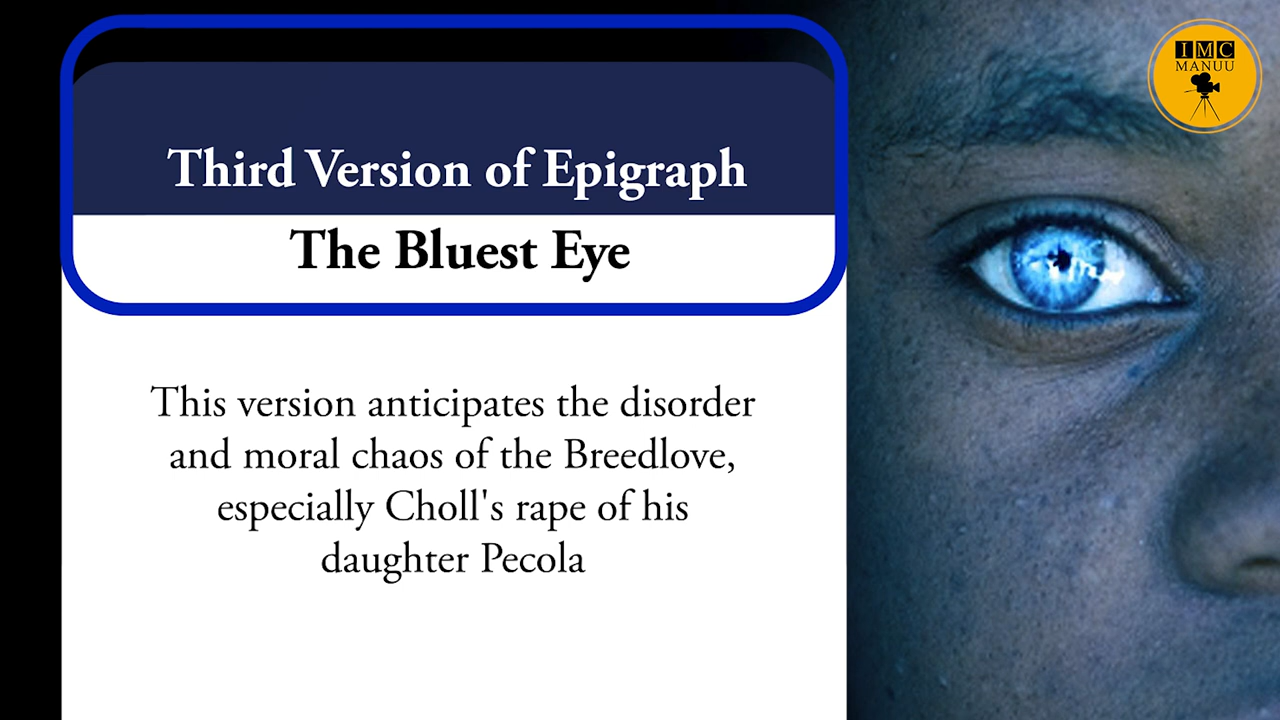 IMC
MANUU
Third Version of Epigraph
The Bluest Eye
This version anticipates the disorder
and moral chaos of the Breedlove,
especially Choll's rape of his
daughter Pecola